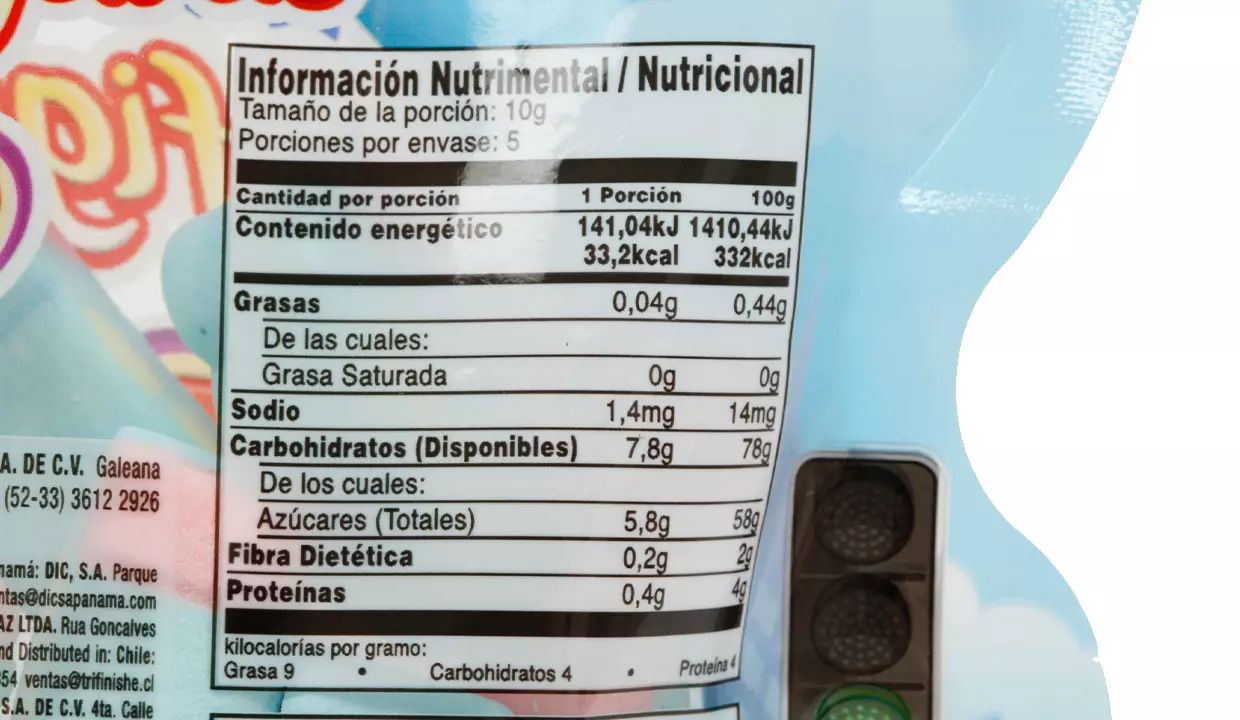 Información Nutrimental / Nutricional
Tamaño de la porción: 10g
Porciones por envase: 5
Cantidad por porción 1 Porción 100g
Contenido energético 141,04kJ 1410,44kJ
33,2kcal 332kcal
Grasas 0,04g 0,44g
De las cuales:
Grasa Saturada 0g 0g
Sodio 1,4mg 14mg
Carbohidratos (Disponibles) 7,8g 78g
De los cuales:
Azúcares (Totales) 5,8g 58g
Fibra Dietética 0,2g 2g
Proteínas 0,4g 4g
kilocalorías por gramo:
Grasa 9 • Carbohidratos 4 • Proteína 4
A. DE C.V. Galeana
(52-33) 3612 2926
namá: DIC, S.A. Parque
ntas@dicsapanama.com
AZ LTDA. Rua Goncalves
nd Distributed in: Chile:
54 ventas@trifinishe.cl
S.A. DE C.V. 4ta. Calle